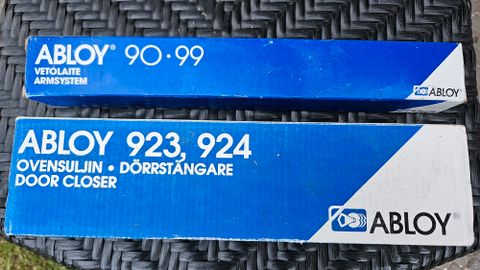 ABLOY® 90·99
VETOLAITE
ARMSYSTEM
ABLOY
ABLOY 923, 924
OVENSULJIN • DÖRRSTÄNGARE
DOOR CLOSER
ABLOY®